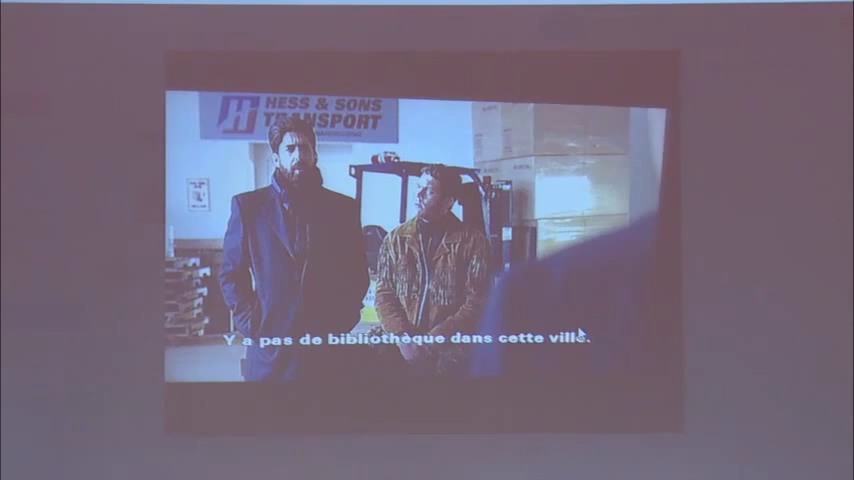 HESS & SONS
TRANSPORT
Y a pas de bibliothèque dans cette ville.